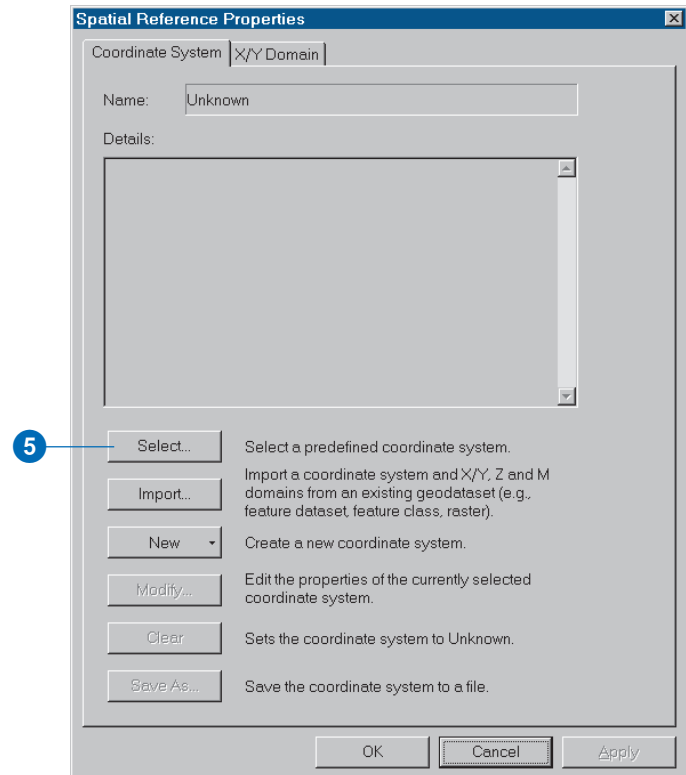 Spatial Reference Properties
Coordinate System
X/Y Domain
Name:
Unknown
Details:
5
Select...
Select a predefined coordinate system.
Import...
Import a coordinate system and X/Y, Z and M
domains from an existing geodataset (e.g.,
feature dataset, feature class, raster).
New
Create a new coordinate system.
Modify...
Edit the properties of the currently selected
coordinate system.
Clear
Sets the coordinate system to Unknown.
Save As...
Save the coordinate system to a file.
OK
Cancel
Apply